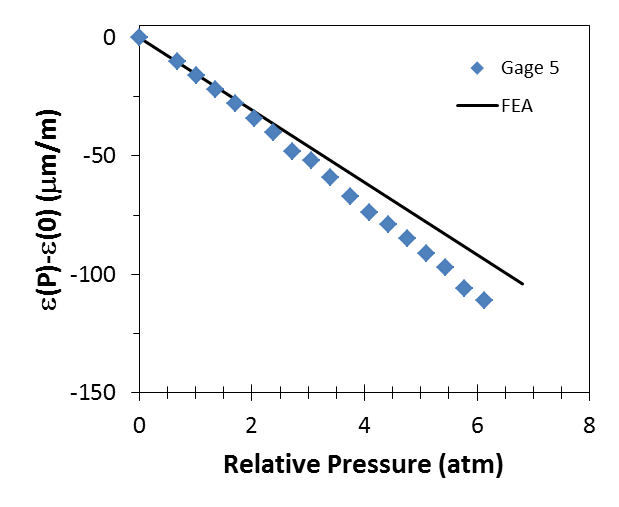 0
-50
-100
-150
ε(P)-ε(0) (μm/m)
Gage 5
FEA
0 2 4 6 8
Relative Pressure (atm)